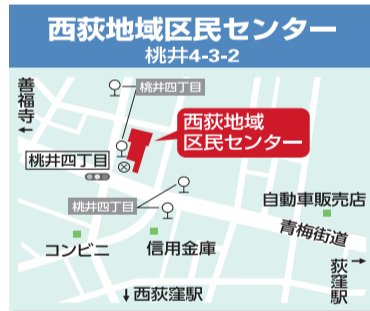 西荻地域区民センター
桃井4-3-2
善福寺
←
桃井四丁目
西荻地域
区民センター
桃井四丁目
桃井四丁目
自動車販売店
青梅街道
コンビニ
信用金庫
↓西荻窪駅
→
荻窪駅